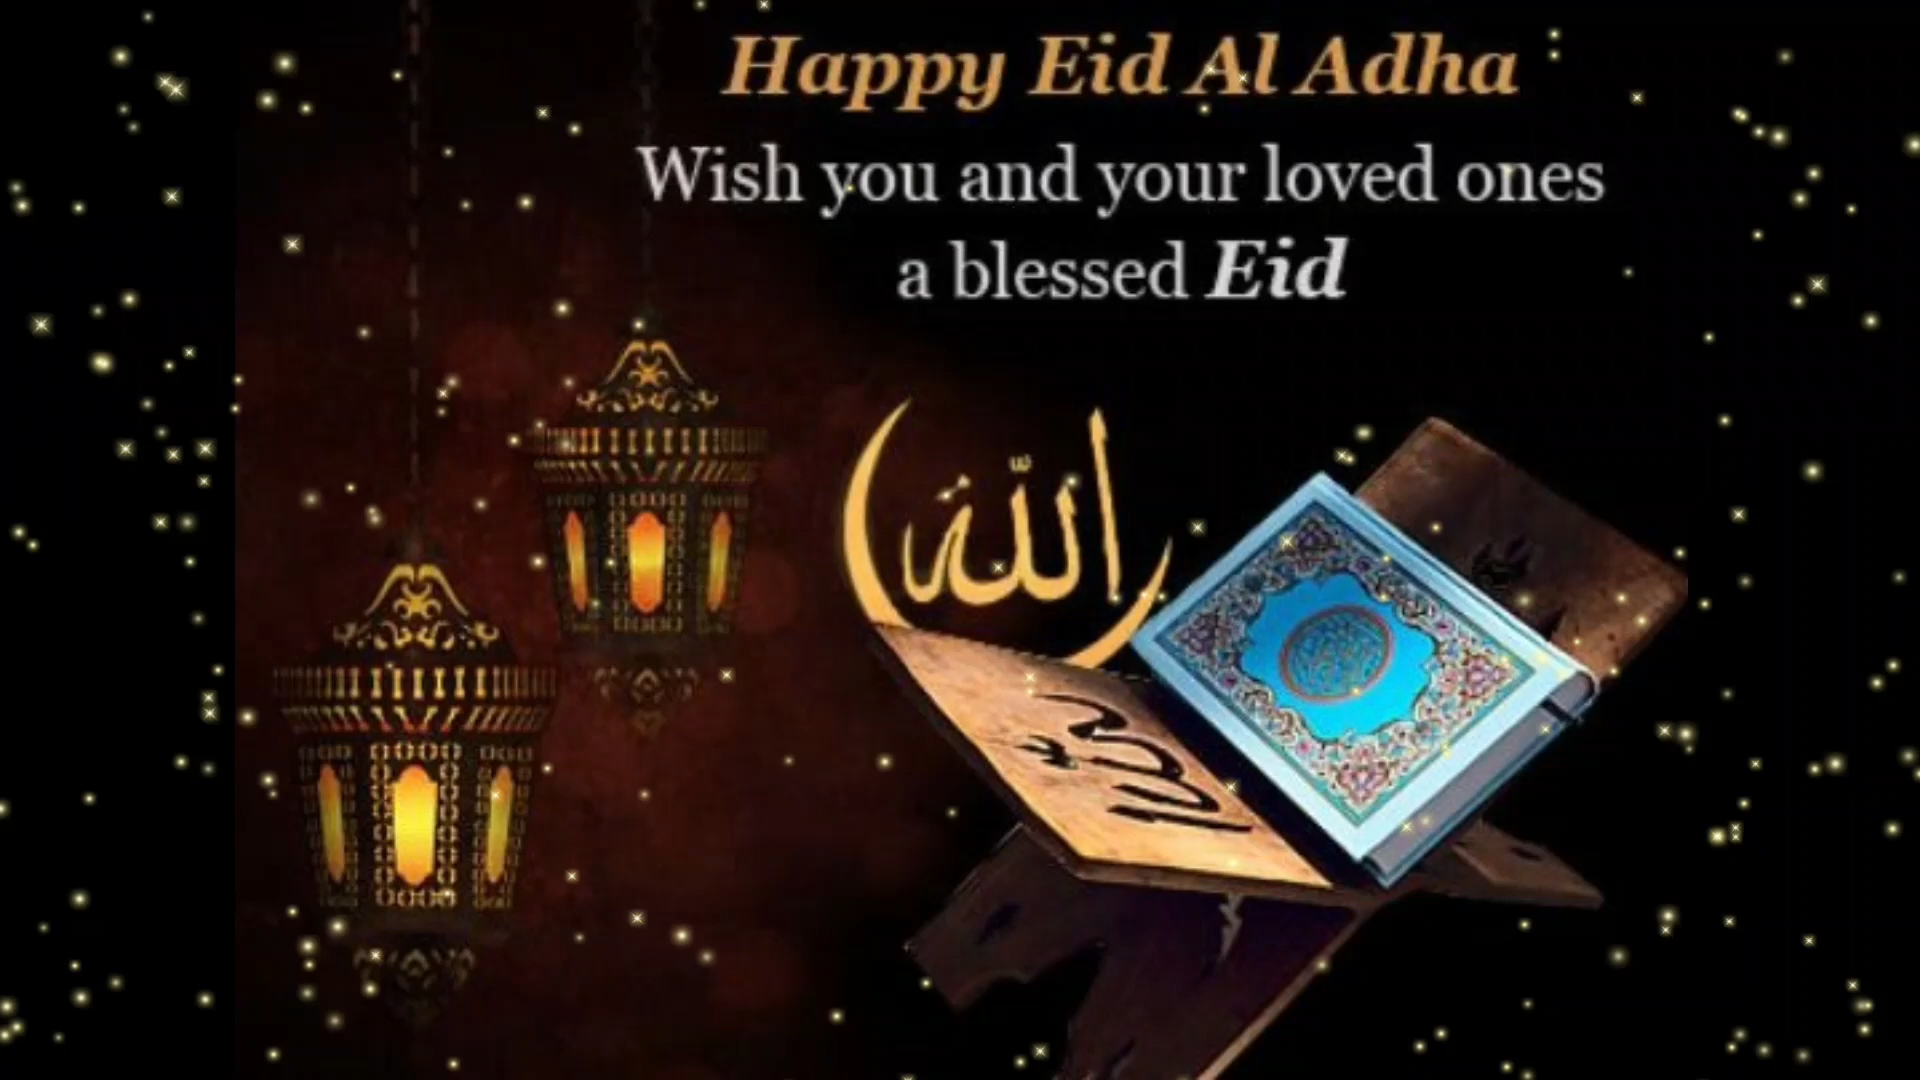 Happy Eid Al Adha
Wish you and your loved ones
a blessed Eid
الله